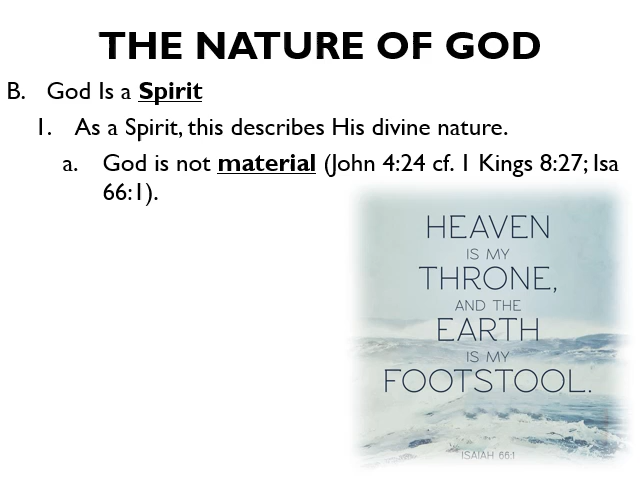 THE NATURE OF GOD
B. God Is a Spirit
1. As a Spirit, this describes His divine nature.
a. God is not material (John 4:24 cf. 1 Kings 8:27; Isa
66:1).
HEAVEN
IS MY
THRONE,
AND THE
EARTH
IS MY
FOOTSTOOL.
ISAIAH 66:1